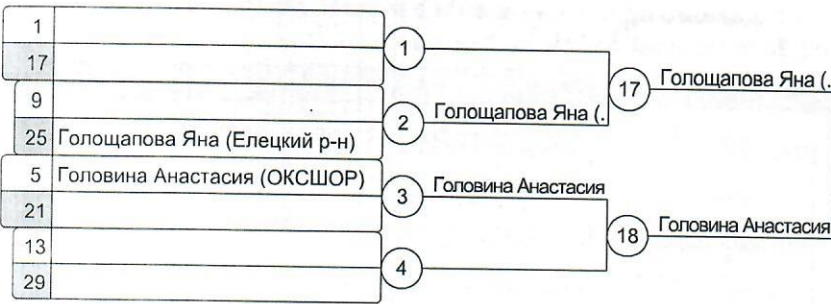 1
17
1
9
17 Голощапова Яна (.
2 Голощапова Яна (.
25 Голощапова Яна (Елецкий р-н)
5 Головина Анастасия (ОКСШОР)
3 Головина Анастасия
21
18 Головина Анастасия
13
4
29